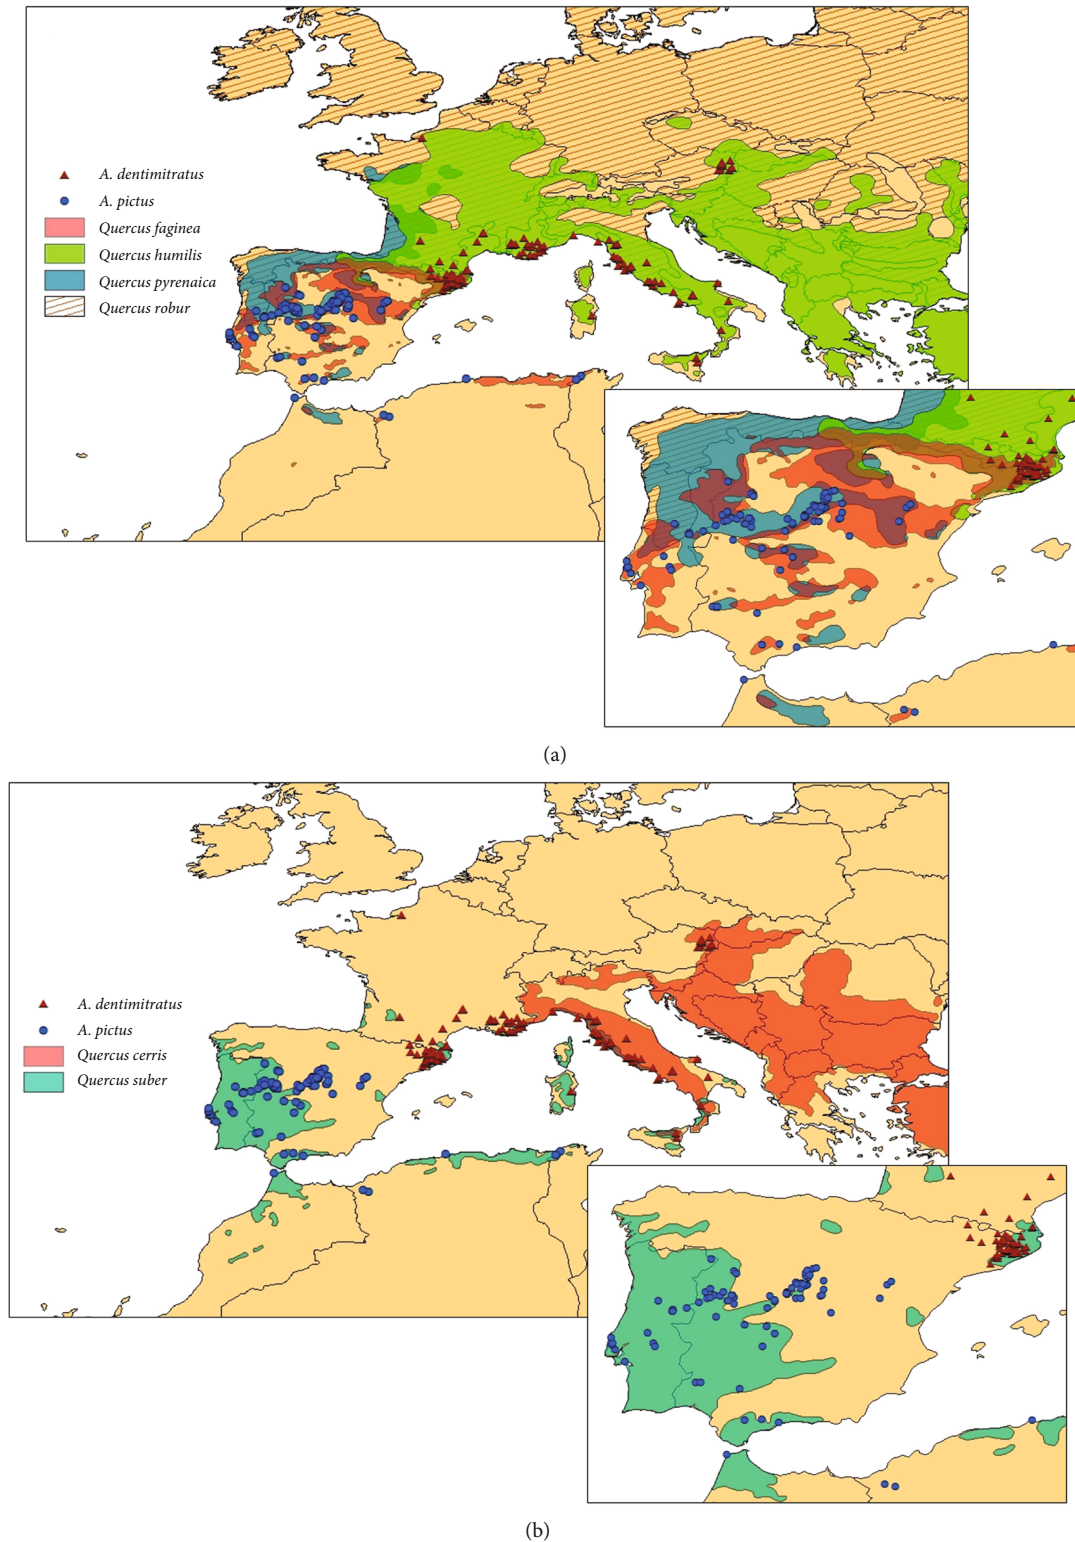 A. dentimitratus
A. pictus
Quercus faginea
Quercus humilis
Quercus pyrenaica
Quercus robur
(a)
A. dentimitratus
A. pictus
Quercus cerris
Quercus suber
(b)